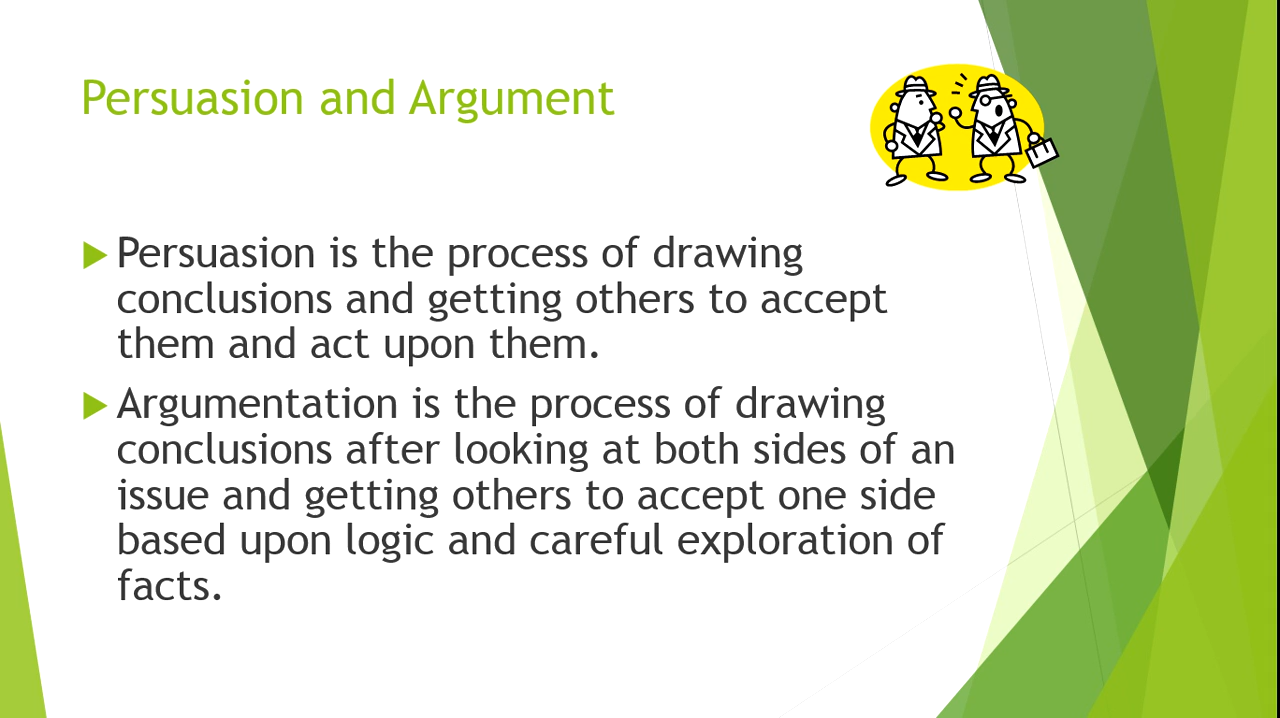 Persuasion and Argument
Persuasion is the process of drawing
conclusions and getting others to accept
them and act upon them.
Argumentation is the process of drawing
conclusions after looking at both sides of an
issue and getting others to accept one side
based upon logic and careful exploration of
facts.